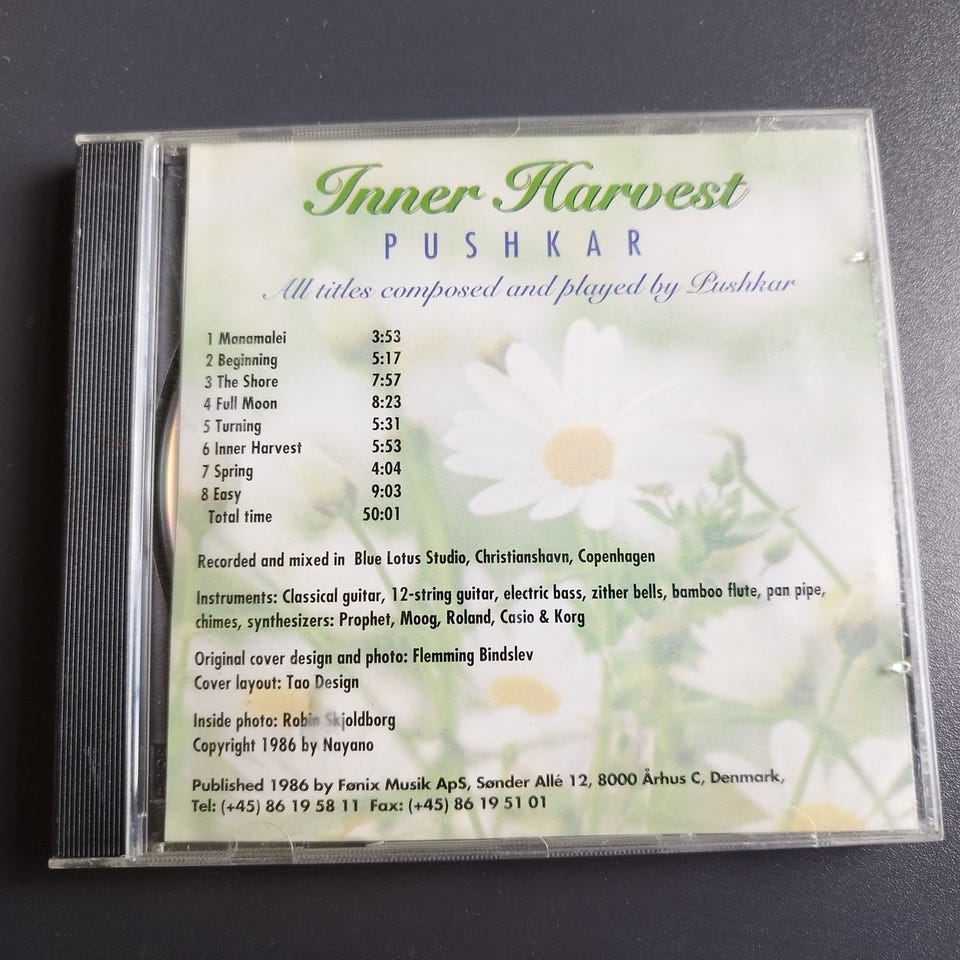 Inner Harvest
PUSHKAR
All titles composed and played by Pushkar
1 Manamalei 3:53
2 Beginning 5:17
3 The Shore 7:57
4 Full Moon 8:23
5 Turning 5:31
6 Inner Harvest 5:53
7 Spring 4:04
8 Easy 9:03
Total time 50:01
Recorded and mixed in Blue Lotus Studio, Christianshavn, Copenhagen
Instruments: Classical guitar, 12-string guitar, electric bass, zither bells, bamboo flute, pan pipe,
chimes, synthesizers: Prophet, Moog, Roland, Casio & Korg
Original cover design and photo: Flemming Bindslev
Cover layout: Tao Design
Inside photo: Robin Skjoldborg
Copyright 1986 by Nayano
Published 1986 by Fønix Musik ApS, Sønder Allé 12, 8000 Århus C, Denmark,
Tel: (+45) 86 19 58 11 Fax: (+45) 86 19 51 01